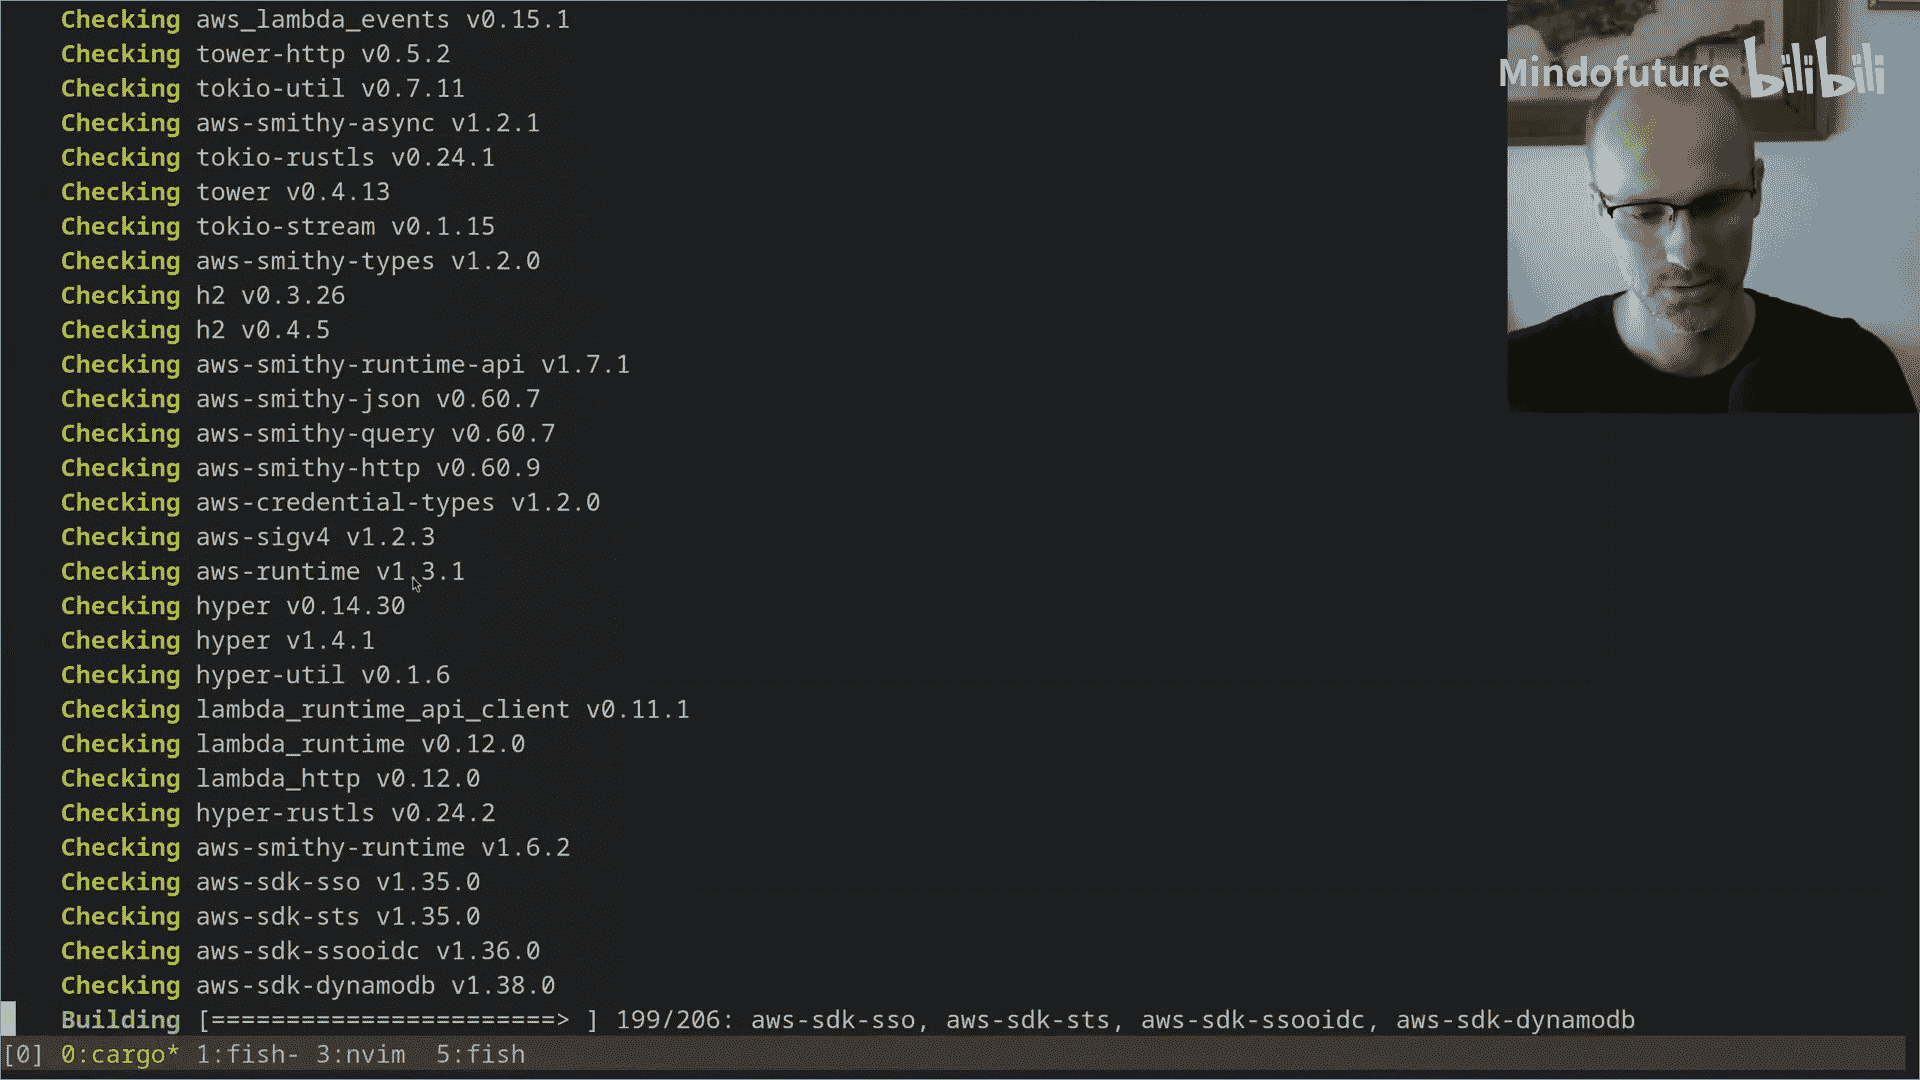 Checking aws_lambda_events v0.15.1
Checking tower-http v0.5.2
Checking tokio-util v0.7.11
Checking aws-smithy-async v1.2.1
Checking tokio-rustls v0.24.1
Checking tower v0.4.13
Checking tokio-stream v0.1.15
Checking aws-smithy-types v1.2.0
Checking h2 v0.3.26
Checking h2 v0.4.5
Checking aws-smithy-runtime-api v1.7.1
Checking aws-smithy-json v0.60.7
Checking aws-smithy-query v0.60.7
Checking aws-smithy-http v0.60.9
Checking aws-credential-types v1.2.0
Checking aws-sigv4 v1.2.3
Checking aws-runtime v1.3.1
Checking hyper v0.14.30
Checking hyper v1.4.1
Checking hyper-util v0.1.6
Checking lambda_runtime_api_client v0.11.1
Checking lambda_runtime v0.12.0
Checking lambda_http v0.12.0
Checking hyper-rustls v0.24.2
Checking aws-smithy-runtime v1.6.2
Checking aws-sdk-sso v1.35.0
Checking aws-sdk-sts v1.35.0
Checking aws-sdk-ssooidc v1.36.0
Checking aws-sdk-dynamodb v1.38.0
Building [=======================> ] 199/206: aws-sdk-sso, aws-sdk-sts, aws-sdk-ssooidc, aws-sdk-dynamodb
[0] 0:cargo* 1:fish- 3:nvim 5:fish
Mindofuture bilibili